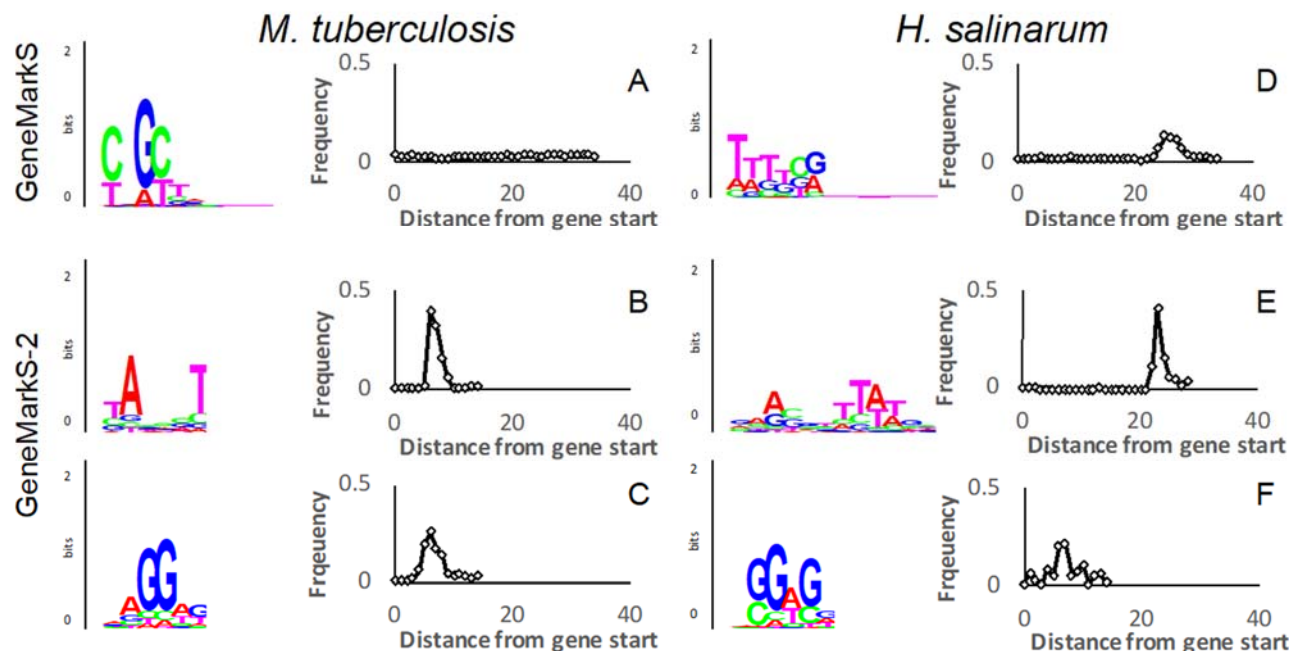 M. tuberculosis
H. salinarum
GeneMarkS
2
bits
0
C G C
T A T T
Frequency
0.5
0
0
20
40
A
Distance from gene start
2
bits
0
T T T T C G
A A G G G A
Frequency
0.5
0
0
20
40
D
Distance from gene start
GeneMarkS-2
2
bits
0
T A T
Frequency
0.5
0
0
20
40
B
Distance from gene start
2
bits
0
A C T T A T
Frequency
0.5
0
0
20
40
E
Distance from gene start
2
bits
0
A G G A G
Frqeuency
0.5
0
0
20
40
C
Distance from gene start
2
bits
0
G G A G
C C T C
Frqeuency
0.5
0
0
20
40
F
Distance from gene start